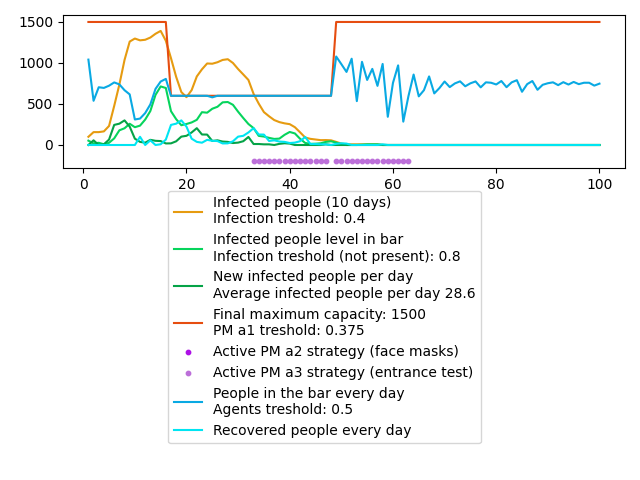 1500
1000
500
0
0 20 40 60 80 100
Infected people (10 days)
Infection treshold: 0.4
Infected people level in bar
Infection treshold (not present): 0.8
New infected people per day
Average infected people per day 28.6
Final maximum capacity: 1500
PM a1 treshold: 0.375
Active PM a2 strategy (face masks)
Active PM a3 strategy (entrance test)
People in the bar every day
Agents treshold: 0.5
Recovered people every day